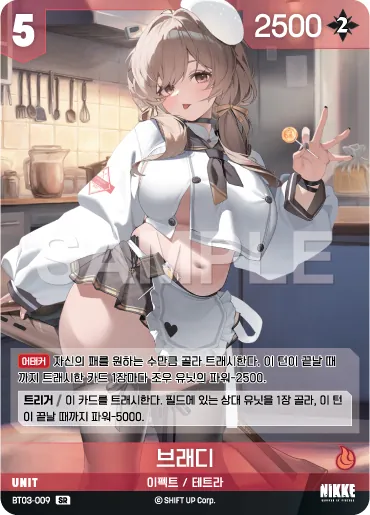 5
2500
2
SAMPLE
어태커 자신의 패를 원하는 수만큼 골라 트래시한다. 이 턴이 끝날 때
까지 트래시한 카드 1장마다 조우 유닛의 파워-2500.
트리거 / 이 카드를 트래시한다. 필드에 있는 상대 유닛을 1장 골라, 이 턴
이 끝날 때까지 파워-5000.
브래디
UNIT
이펙트 / 테트라
BT03-009 SR
©SHIFT UP Corp.
NIKKE